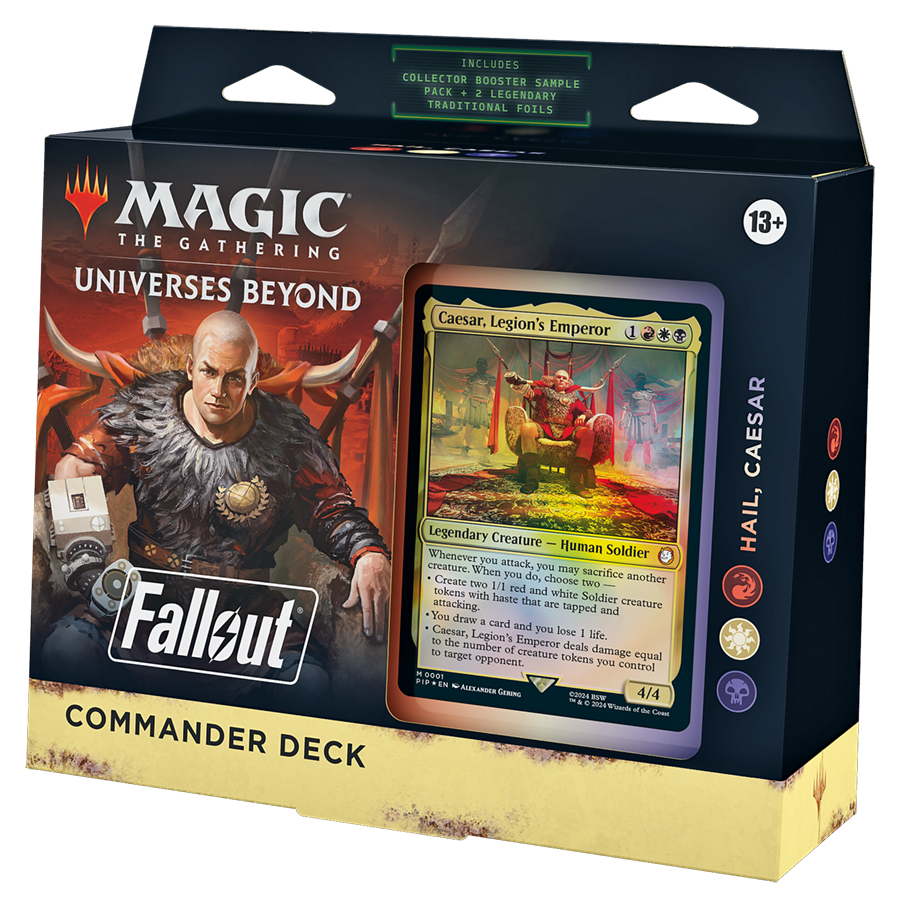 INCLUDES
COLLECTOR BOOSTER SAMPLE
PACK + 2 LEGENDARY
TRADITIONAL FOILS
MAGIC
THE GATHERING
UNIVERSES BEYOND
13+
Caesar, Legion's Emperor 1
Legendary Creature — Human Soldier
Whenever you attack, you may sacrifice another
creature. When you do, choose two —
• Create two 1/1 red and white Soldier creature
tokens with haste that are tapped and
attacking.
• You draw a card and you lose 1 life.
• Caesar, Legion's Emperor deals damage equal
to the number of creature tokens you control
to target opponent.
4/4
M 0001
PIP ★ EN ALEXANDER GERING
©2024 BSW
™ & © 2024 Wizards of the Coast
HAIL, CAESAR
Fallout®
COMMANDER DECK